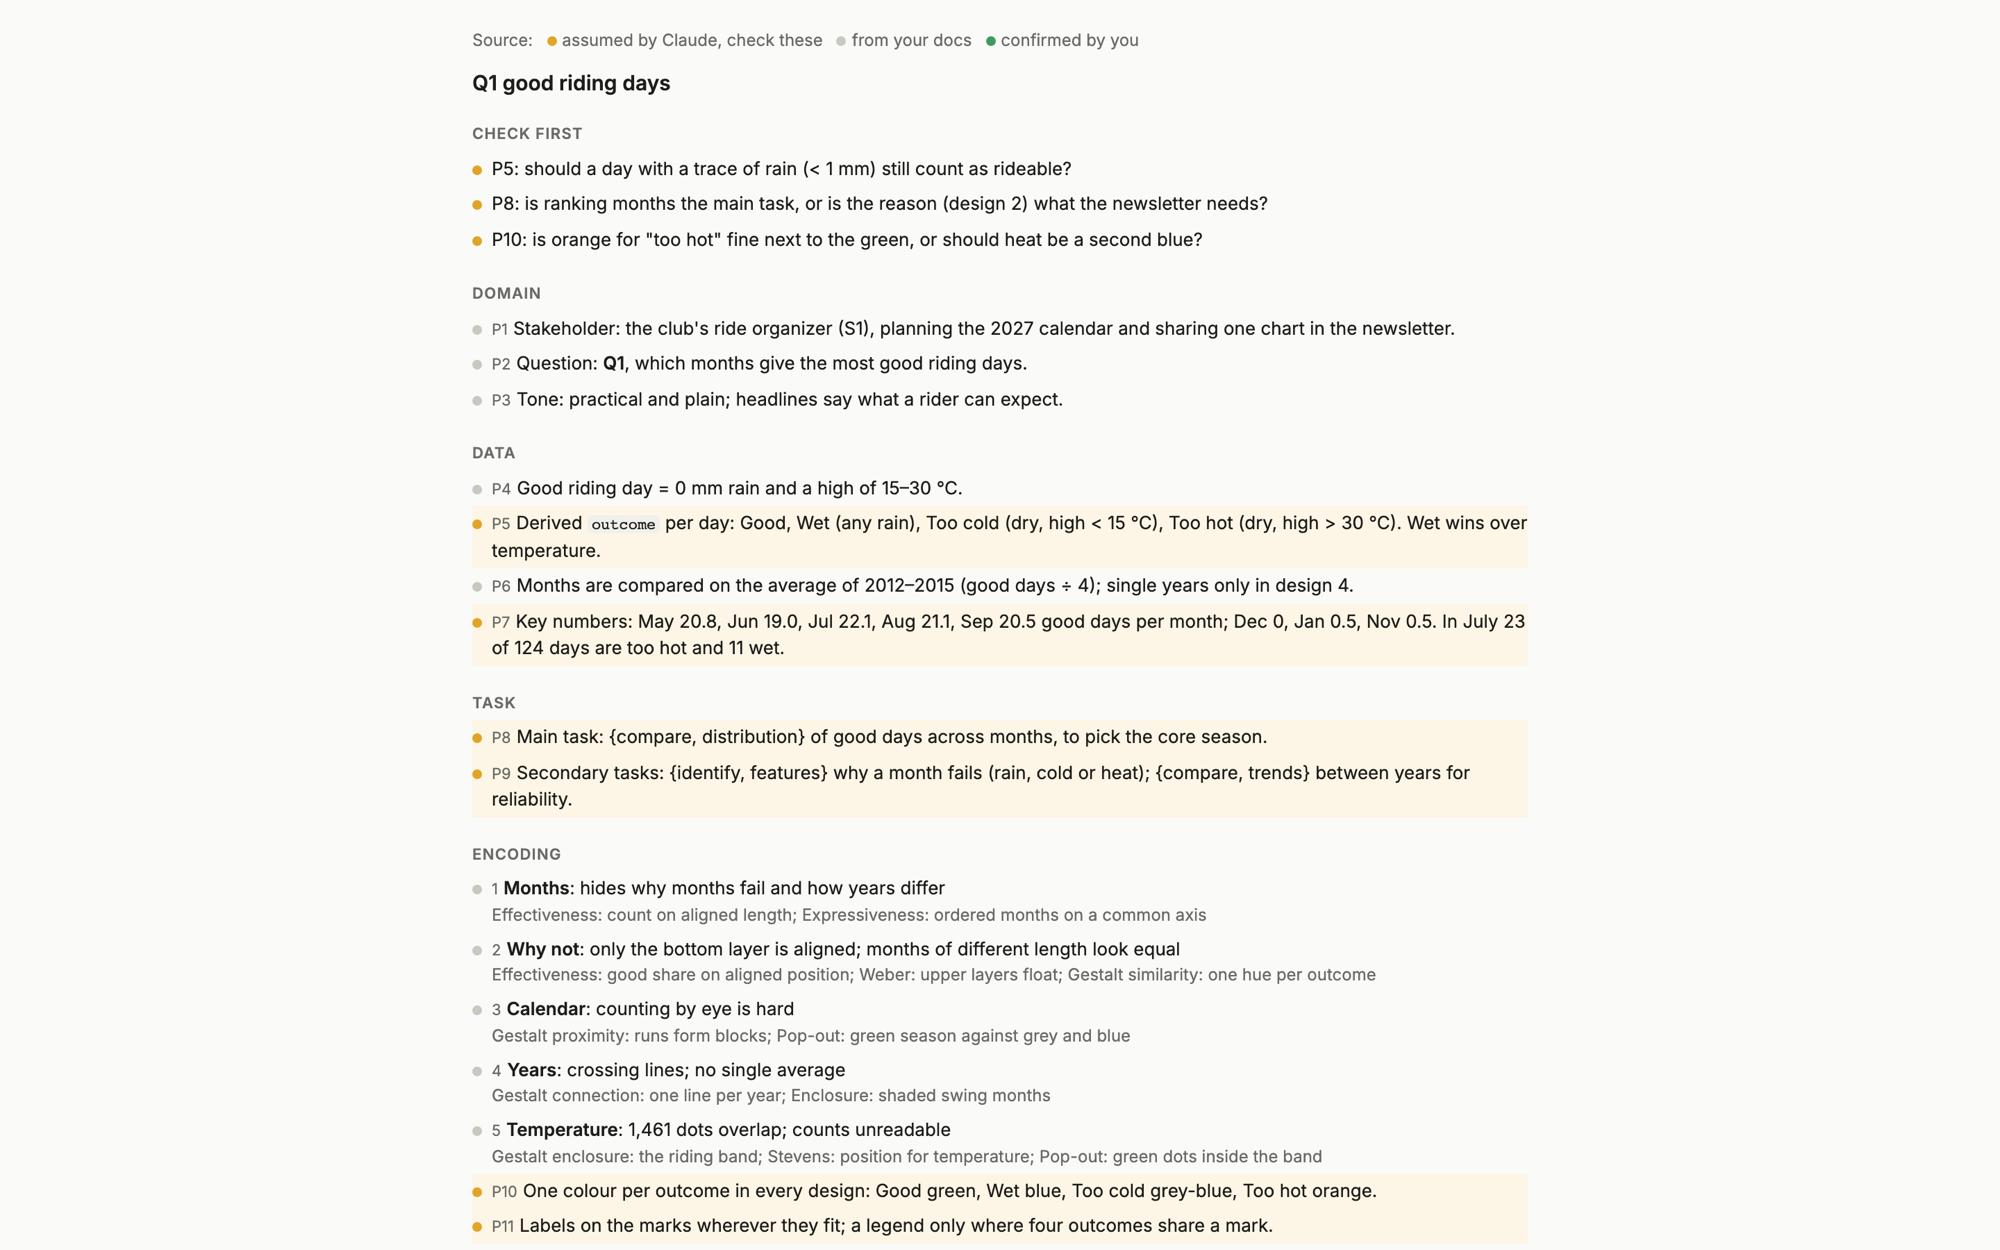 Source: assumed by Claude, check these from your docs confirmed by you
Q1 good riding days
CHECK FIRST
P5: should a day with a trace of rain (< 1 mm) still count as rideable?
P8: is ranking months the main task, or is the reason (design 2) what the newsletter needs?
P10: is orange for "too hot" fine next to the green, or should heat be a second blue?
DOMAIN
P1 Stakeholder: the club's ride organizer (S1), planning the 2027 calendar and sharing one chart in the newsletter.
P2 Question: Q1, which months give the most good riding days.
P3 Tone: practical and plain; headlines say what a rider can expect.
DATA
P4 Good riding day = 0 mm rain and a high of 15–30 °C.
P5 Derived outcome per day: Good, Wet (any rain), Too cold (dry, high < 15 °C), Too hot (dry, high > 30 °C). Wet wins over
temperature.
P6 Months are compared on the average of 2012–2015 (good days ÷ 4); single years only in design 4.
P7 Key numbers: May 20.8, Jun 19.0, Jul 22.1, Aug 21.1, Sep 20.5 good days per month; Dec 0, Jan 0.5, Nov 0.5. In July 23
of 124 days are too hot and 11 wet.
TASK
P8 Main task: {compare, distribution} of good days across months, to pick the core season.
P9 Secondary tasks: {identify, features} why a month fails (rain, cold or heat); {compare, trends} between years for
reliability.
ENCODING
1 Months: hides why months fail and how years differ
Effectiveness: count on aligned length; Expressiveness: ordered months on a common axis
2 Why not: only the bottom layer is aligned; months of different length look equal
Effectiveness: good share on aligned position; Weber: upper layers float; Gestalt similarity: one hue per outcome
3 Calendar: counting by eye is hard
Gestalt proximity: runs form blocks; Pop-out: green season against grey and blue
4 Years: crossing lines; no single average
Gestalt connection: one line per year; Enclosure: shaded swing months
5 Temperature: 1,461 dots overlap; counts unreadable
Gestalt enclosure: the riding band; Stevens: position for temperature; Pop-out: green dots inside the band
P10 One colour per outcome in every design: Good green, Wet blue, Too cold grey-blue, Too hot orange.
P11 Labels on the marks wherever they fit; a legend only where four outcomes share a mark.